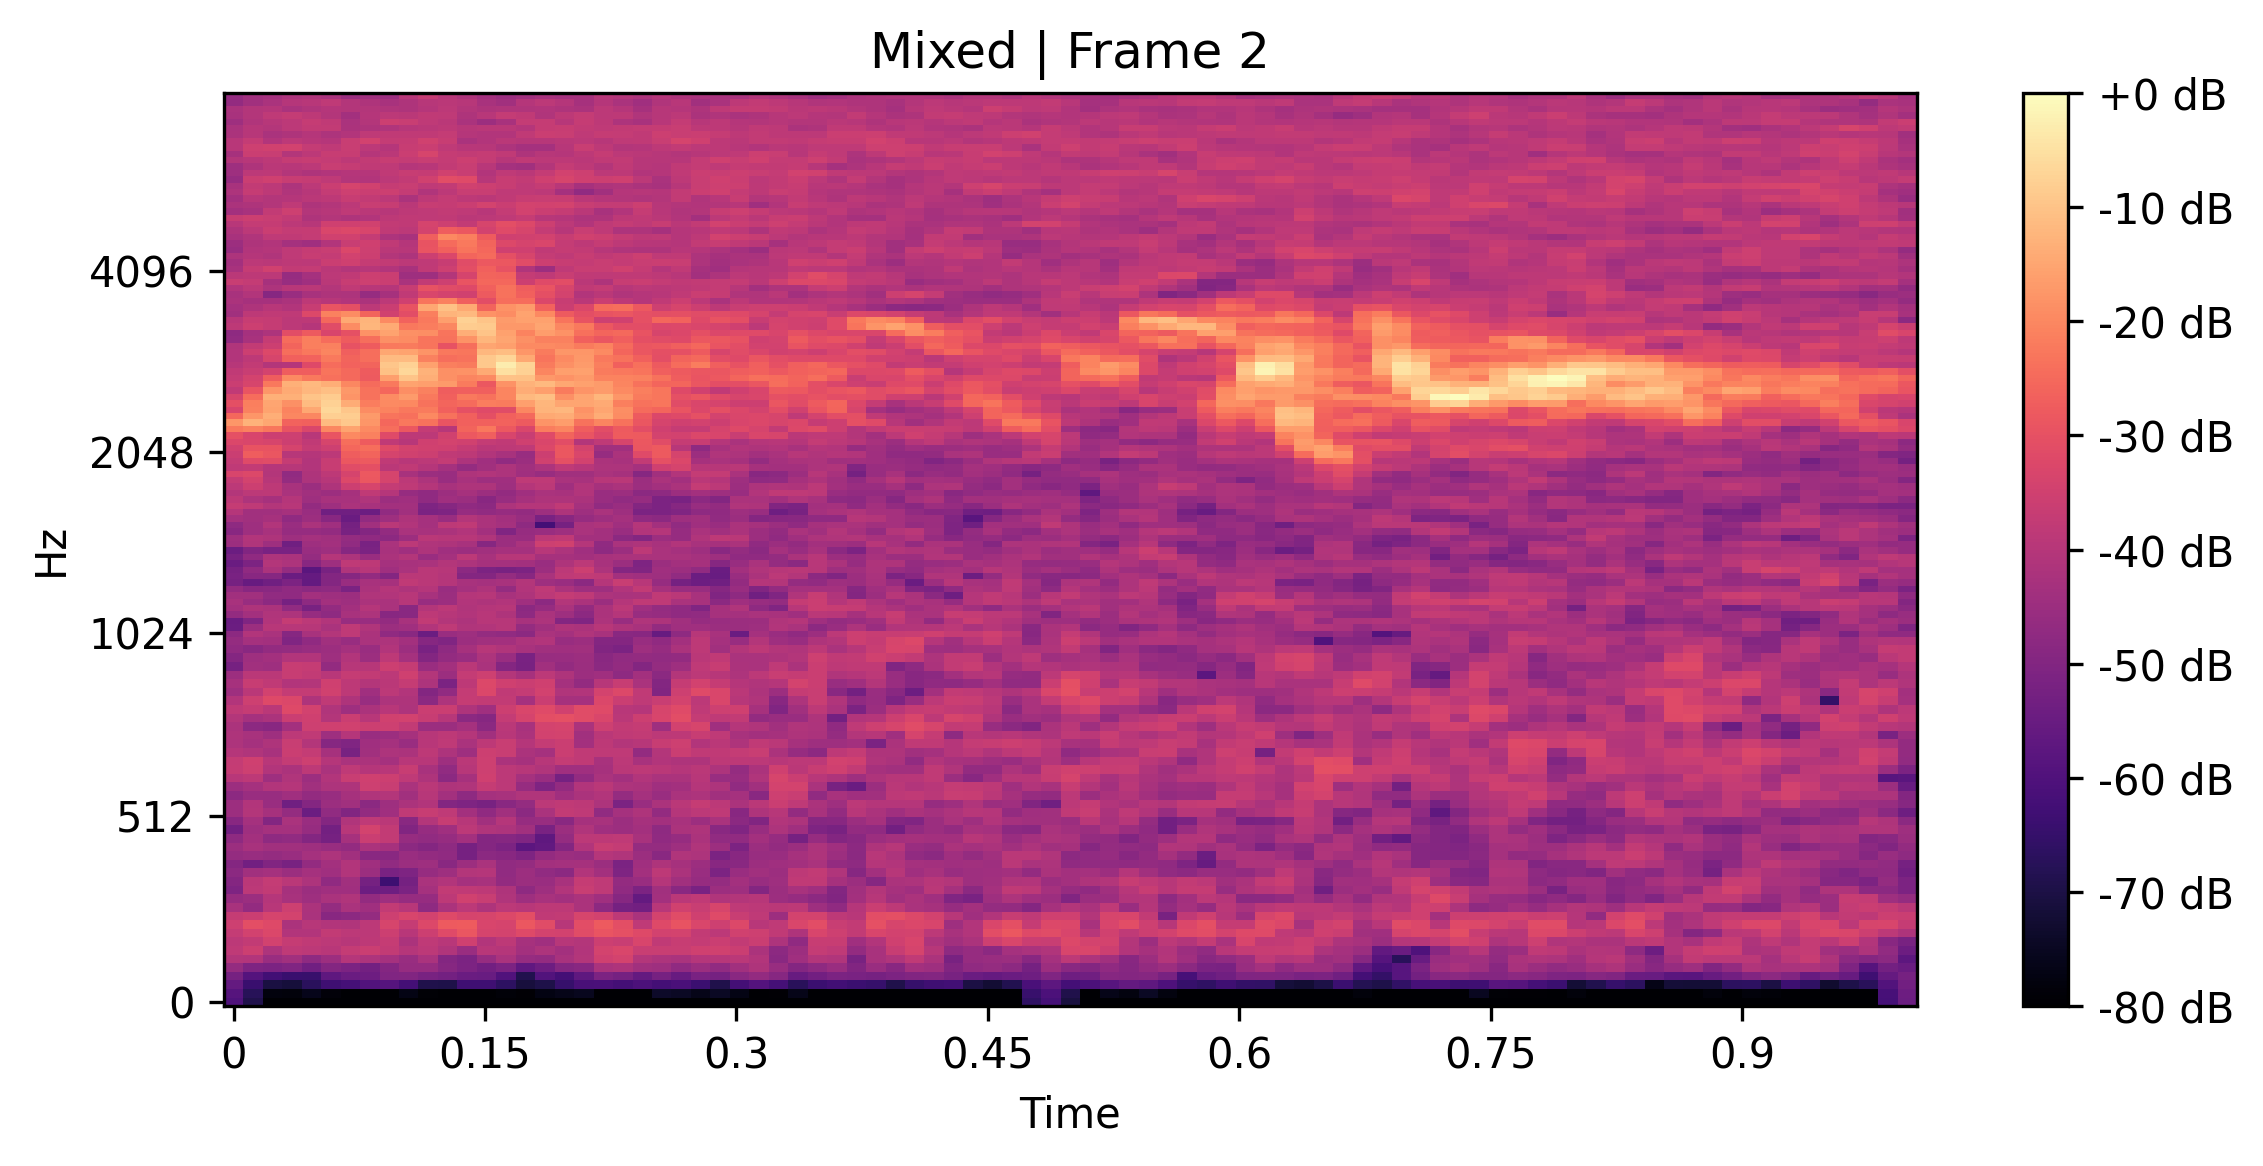 Mixed | Frame 2
Hz
4096
2048
1024
512
0
0 0.15 0.3 0.45 0.6 0.75 0.9
Time
+0 dB
-10 dB
-20 dB
-30 dB
-40 dB
-50 dB
-60 dB
-70 dB
-80 dB